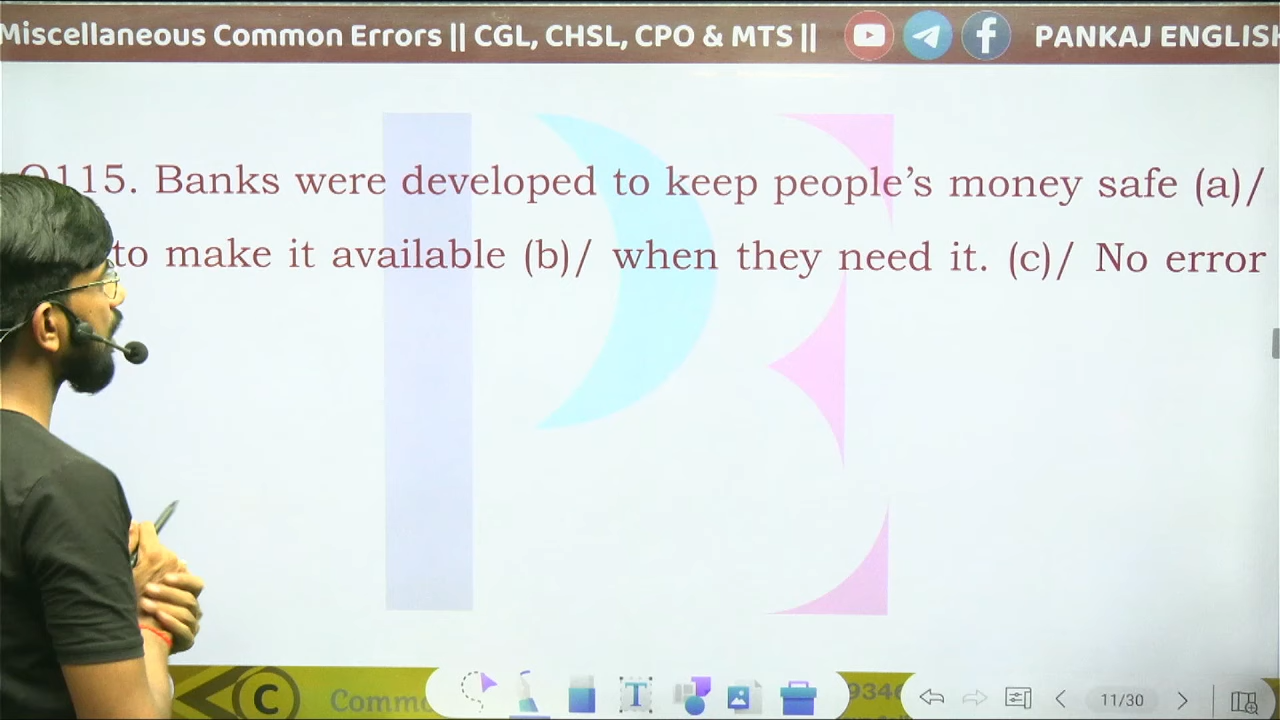 Miscellaneous Common Errors || CGL, CHSL, CPO & MTS || PANKAJ ENGLISH
Q115. Banks were developed to keep people's money safe (a)/
to make it available (b)/ when they need it. (c)/ No error
C
T
11/30